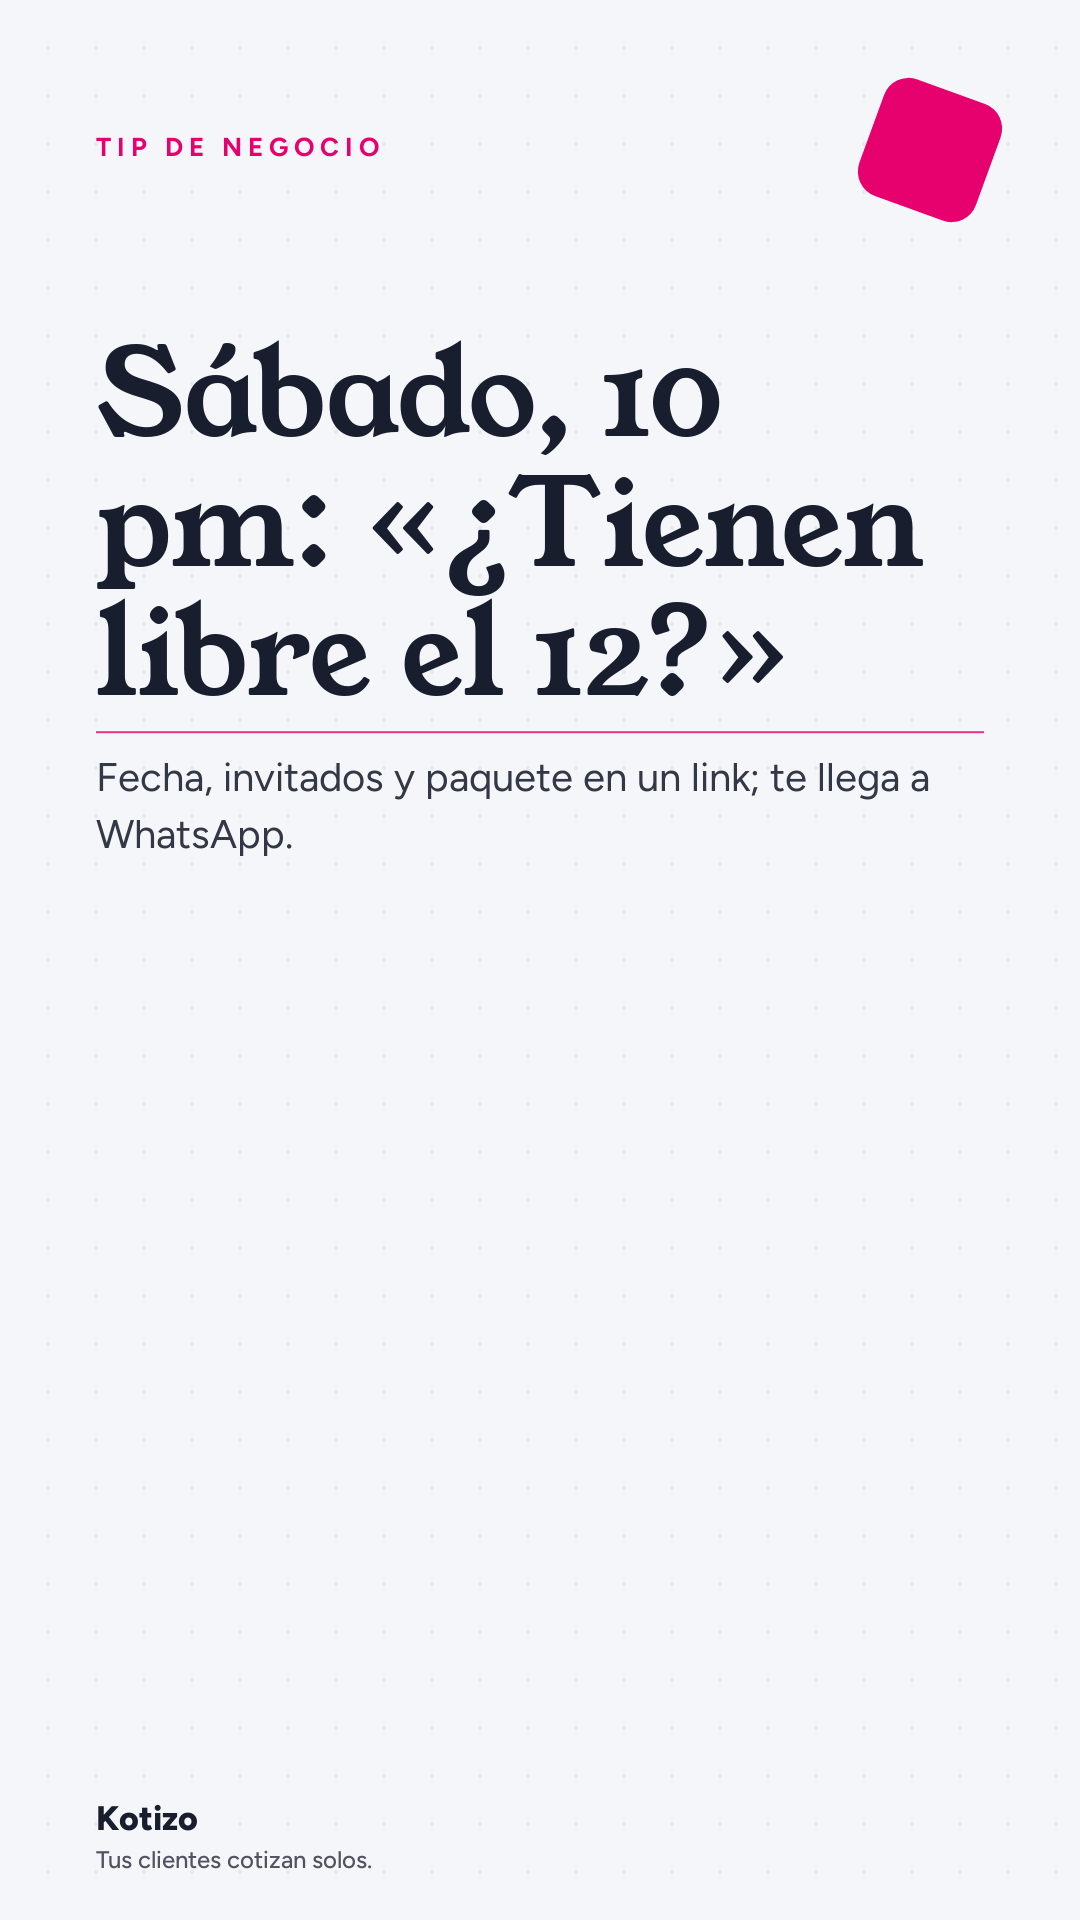 TIP DE NEGOCIO
Sábado, 10
pm: «¿Tienen
libre el 12?»
Fecha, invitados y paquete en un link; te llega a
WhatsApp.
Kotizo
Tus clientes cotizan solos.